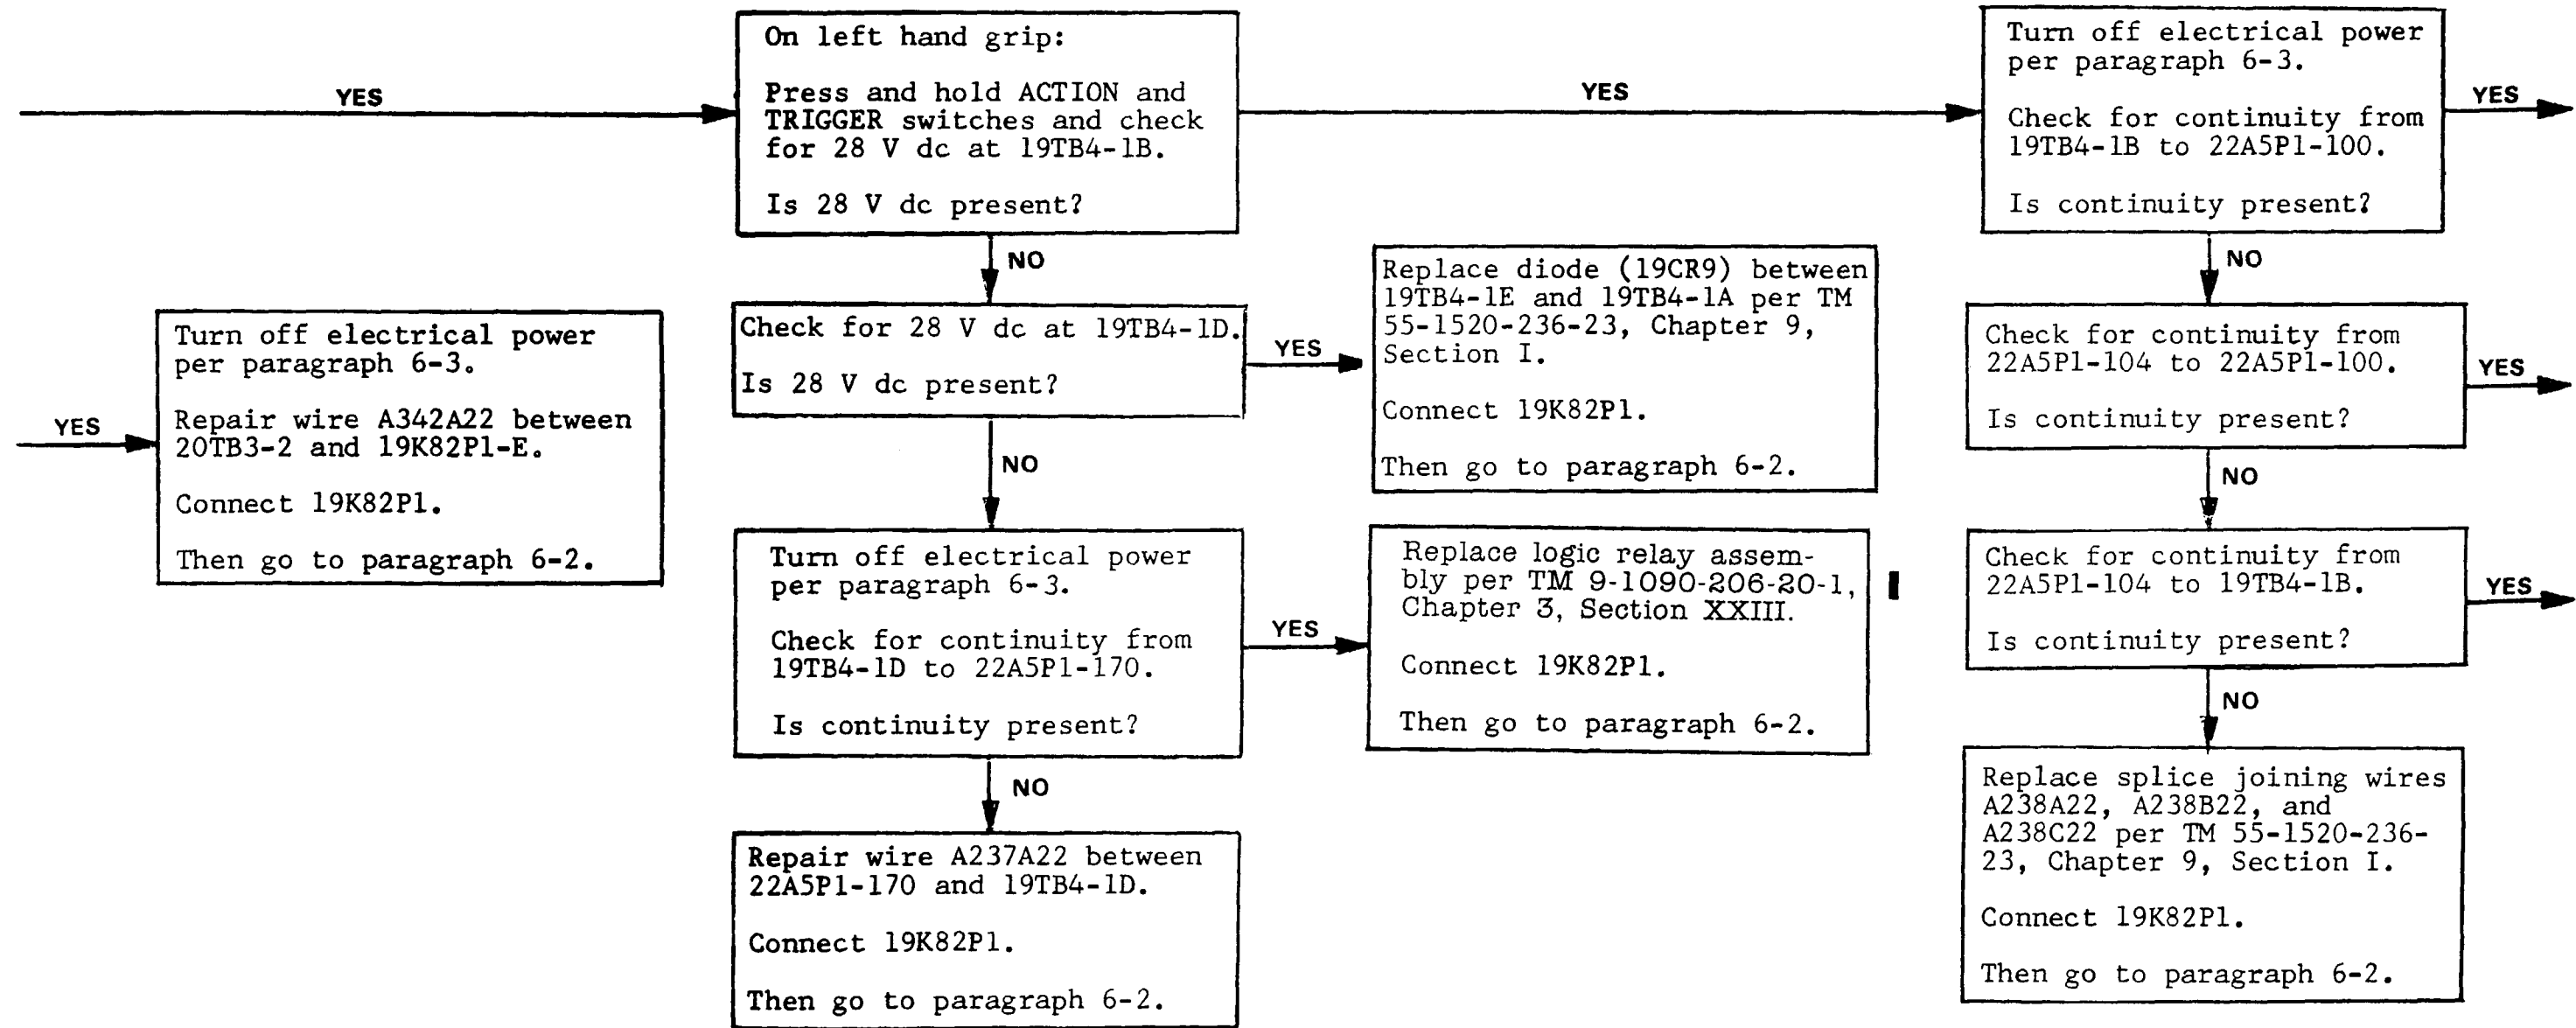 YES
On left hand grip:
Press and hold ACTION and
TRIGGER switches and check
for 28 V dc at 19TB4-1B.
Is 28 V dc present?
YES
Turn off electrical power
per paragraph 6-3.
Check for continuity from
19TB4-1B to 22A5P1-100.
Is continuity present?
YES
NO
NO
YES
Turn off electrical power
per paragraph 6-3.
Repair wire A342A22 between
20TB3-2 and 19K82P1-E.
Connect 19K82P1.
Then go to paragraph 6-2.
Check for 28 V dc at 19TB4-1D.
Is 28 V dc present?
YES
Replace diode (19CR9) between
19TB4-1E and 19TB4-1A per TM
55-1520-236-23, Chapter 9,
Section I.
Connect 19K82P1.
Then go to paragraph 6-2.
Check for continuity from
22A5P1-104 to 22A5P1-100.
Is continuity present?
YES
NO
NO
Turn off electrical power
per paragraph 6-3.
Check for continuity from
19TB4-1D to 22A5P1-170.
Is continuity present?
YES
Replace logic relay assem-
bly per TM 9-1090-206-20-1,
Chapter 3, Section XXIII.
Connect 19K82P1.
Then go to paragraph 6-2.
Check for continuity from
22A5P1-104 to 19TB4-1B.
Is continuity present?
YES
NO
NO
Repair wire A237A22 between
22A5P1-170 and 19TB4-1D.
Connect 19K82P1.
Then go to paragraph 6-2.
Replace splice joining wires
A238A22, A238B22, and
A238C22 per TM 55-1520-236-
23, Chapter 9, Section I.
Connect 19K82P1.
Then go to paragraph 6-2.